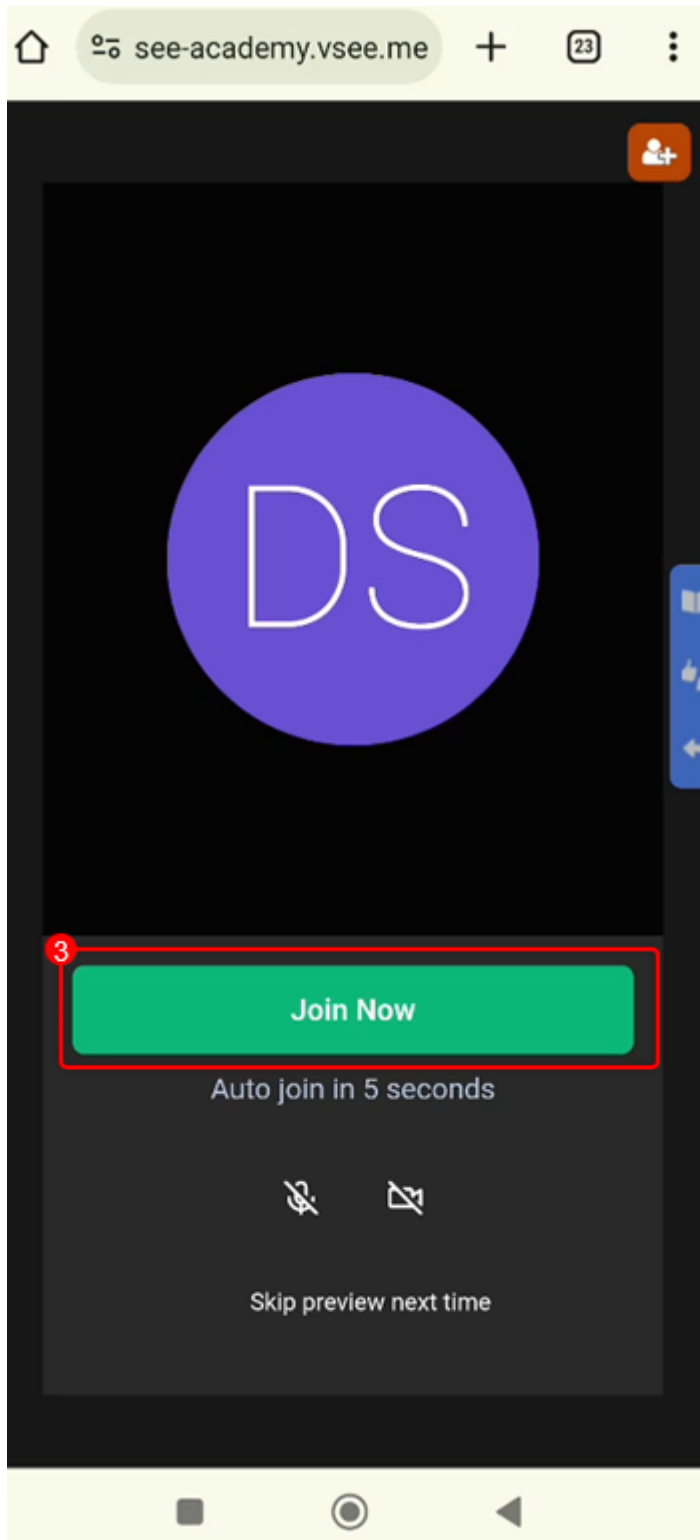 see-academy.vsee.me
23
DS
3
Join Now
Auto join in 5 seconds
Skip preview next time